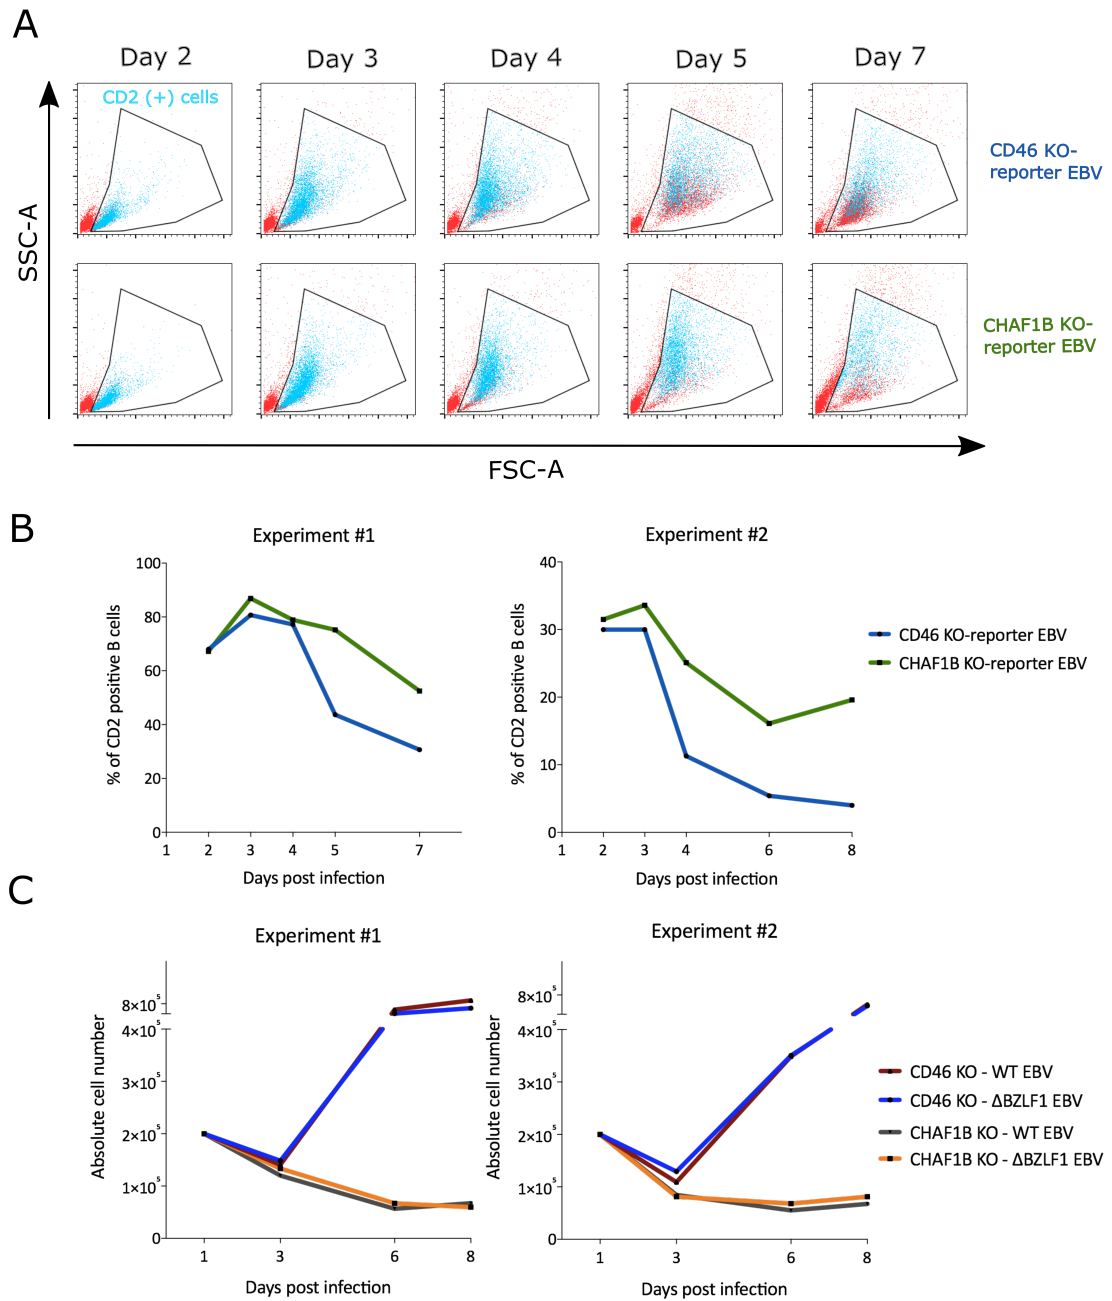 A
Day 2
Day 3
Day 4
Day 5
Day 7
CD2 (+) cells
SSC-A
CD46 KO-
reporter EBV
CHAF1B KO-
reporter EBV
FSC-A
B
Experiment #1
Experiment #2
% of CD2 positive B cells
100
80
60
40
20
0
1 2 3 4 5 7
Days post infection
% of CD2 positive B cells
40
30
20
10
0
1 2 3 4 6 8
Days post infection
CD46 KO-reporter EBV
CHAF1B KO-reporter EBV
C
Experiment #1
Experiment #2
Absolute cell number
8×10⁵
4×10⁵
3×10⁵
2×10⁵
1×10⁵
0
1 3 6 8
Days post infection
Absolute cell number
8×10⁵
4×10⁵
3×10⁵
2×10⁵
1×10⁵
0
1 3 6 8
Days post infection
CD46 KO - WT EBV
CD46 KO - ΔBZLF1 EBV
CHAF1B KO - WT EBV
CHAF1B KO - ΔBZLF1 EBV